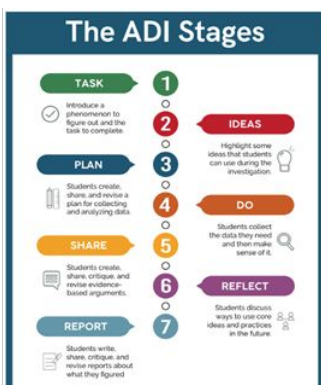 The ADI Stages
TASK
1
Introduce a
phenomenon to
figure out and the
task to complete.
2
IDEAS
Highlight some
ideas that students
can use during the
investigation.
PLAN
3
Students create,
share, and revise a
plan for collecting
and analyzing data.
4
DO
Students collect
the data they need
and then make
sense of it.
SHARE
5
Students create,
share, critique, and
revise evidence-
based arguments.
6
REFLECT
Students discuss
ways to use core
ideas and practices
in the future.
REPORT
7
Students write,
share, critique, and
revise reports about
what they figured